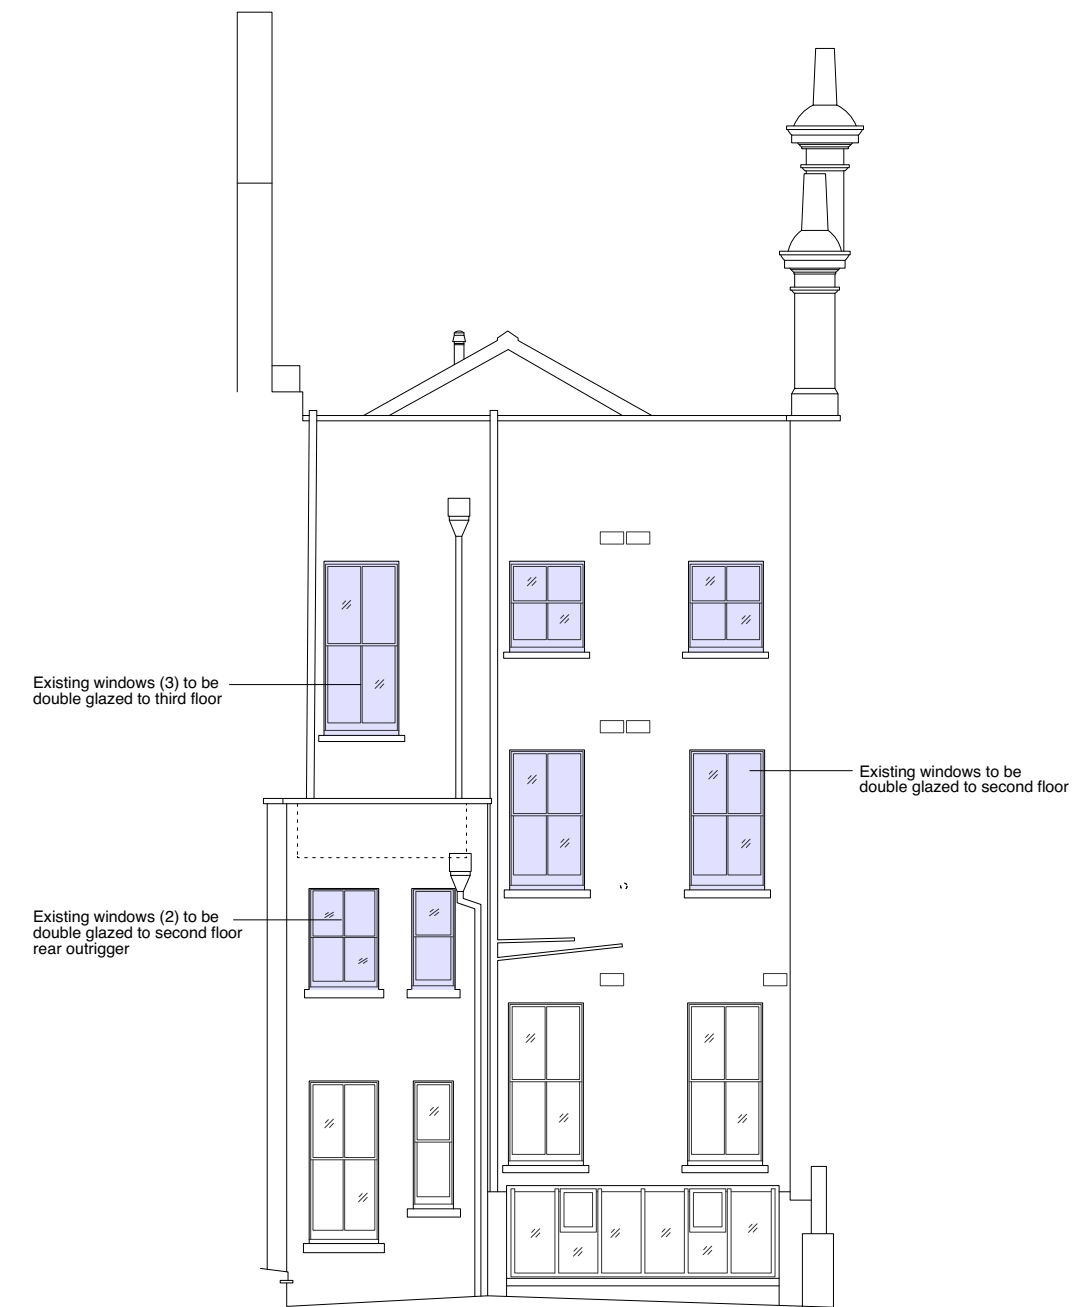 Existing windows (3) to be
double glazed to third floor
Existing windows to be
double glazed to second floor
Existing windows (2) to be
double glazed to second floor
rear outrigger